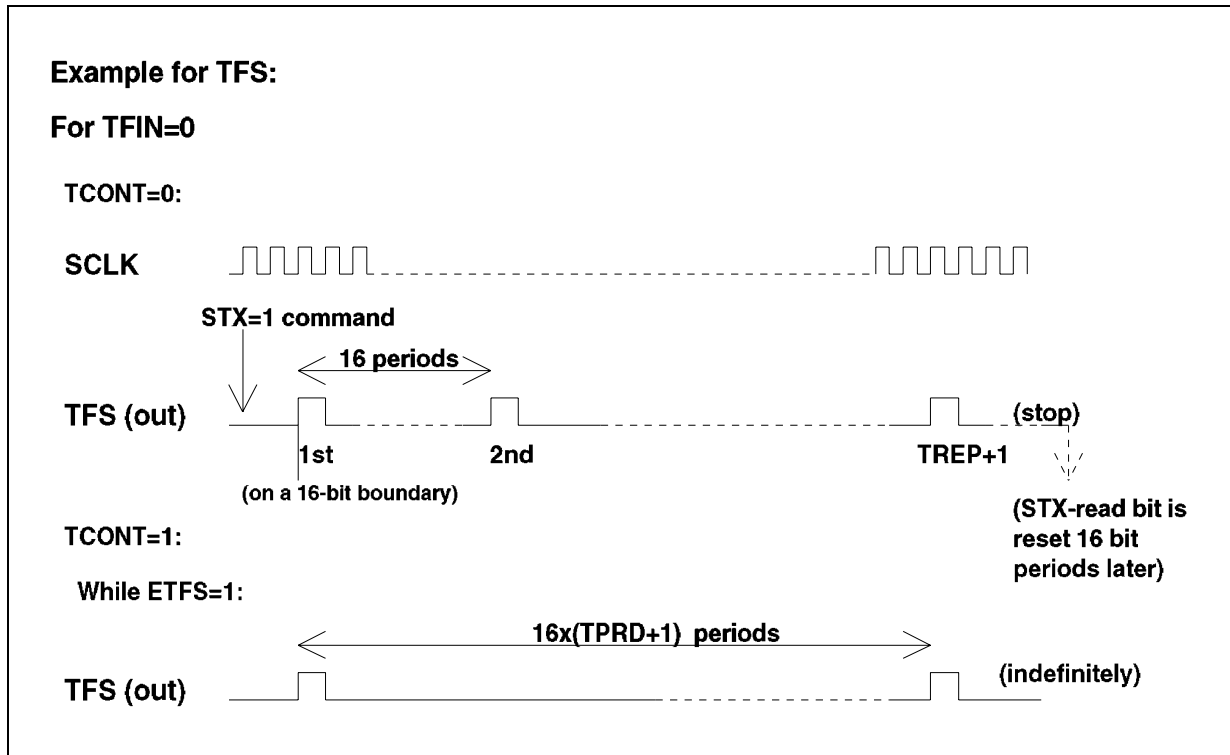 Example for TFS:
For TFIN=0
TCONT=0:
SCLK
STX=1 command
16 periods
TFS (out)
(stop)
1st
2nd
TREP+1
(on a 16-bit boundary)
(STX-read bit is
reset 16 bit
periods later)
TCONT=1:
While ETFS=1:
16x(TPRD+1) periods
TFS (out)
(indefinitely)